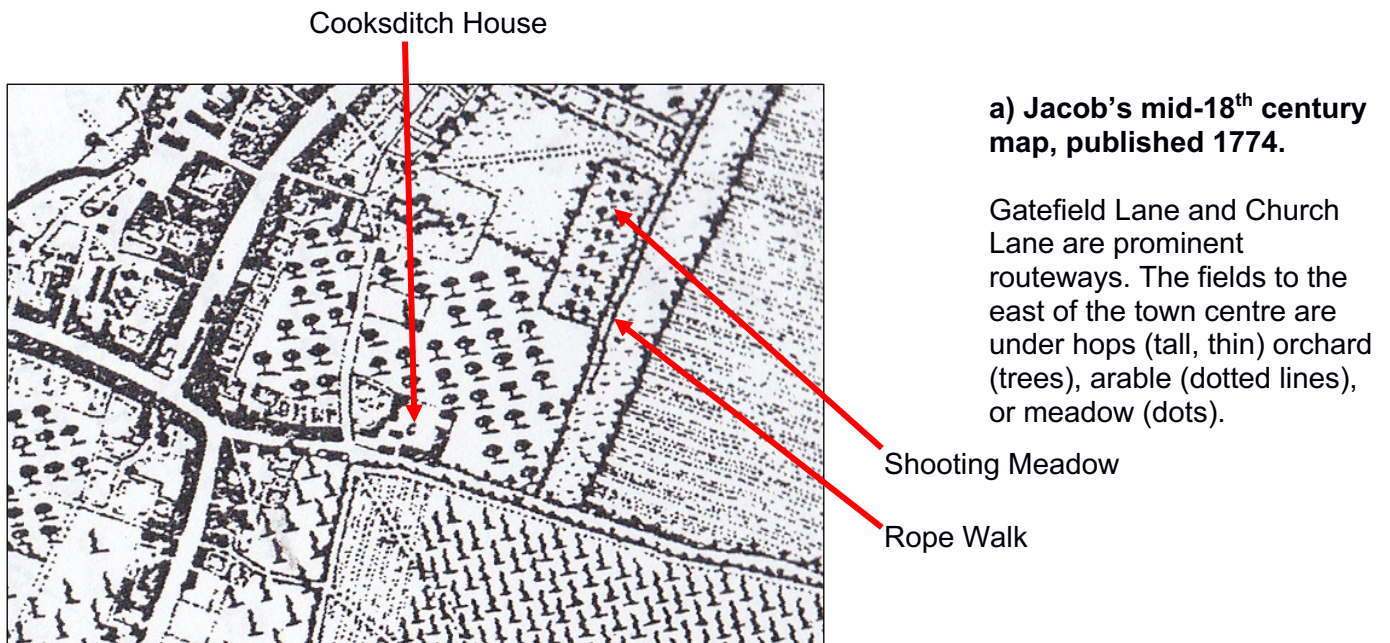 Cooksditch House
a) Jacob's mid-18th century
map, published 1774.
Gatefield Lane and Church
Lane are prominent
routeways. The fields to the
east of the town centre are
under hops (tall, thin) orchard
(trees), arable (dotted lines),
or meadow (dots).
Shooting Meadow
Rope Walk